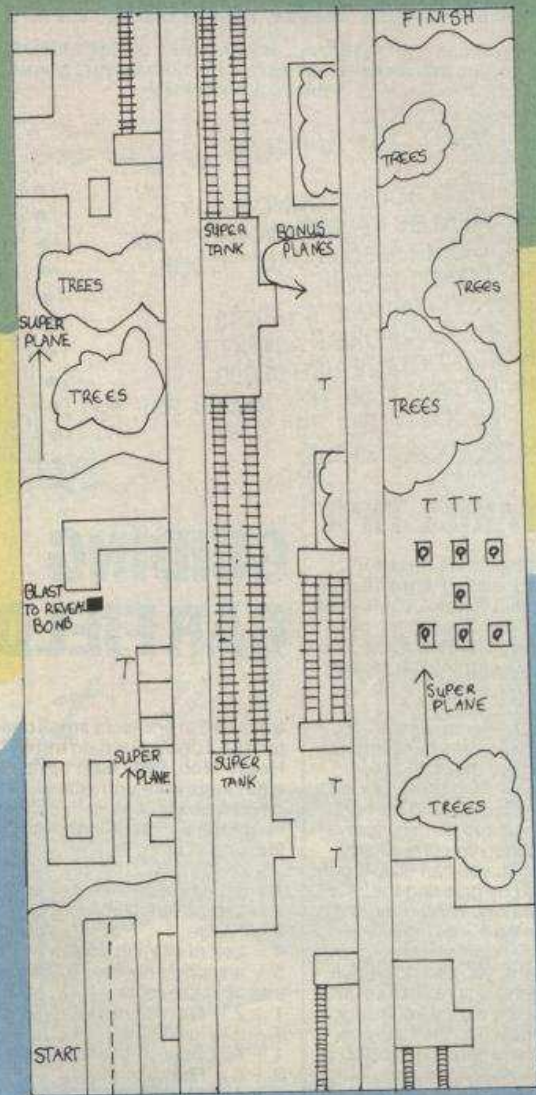 TREES
SUPER
PLANE
TREES
BLAST
TO REVEAL
BOMB
T
SUPER
PLANE
START
SUPER
TANK
BONUS
PLANES
T
SUPER
TANK
T
T
FINISH
TREES
TREES
TREES
T T T
SUPER
PLANE
TREES